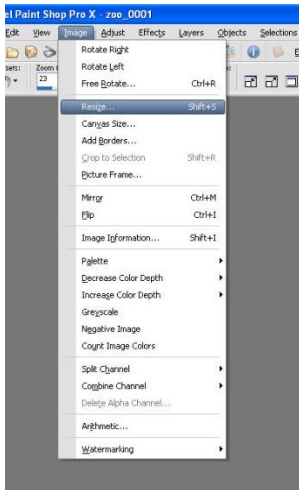 el Paint Shop Pro X - zoo_0001
Edit View Image Adjust Effects Layers Objects Selections
sets: Zoom
23
Rotate Right
Rotate Left
Free Rotate... Ctrl+R
Resize... Shift+S
Canvas Size...
Add Borders...
Crop to Selection Shift+R
Picture Frame...
Mirror Ctrl+M
Flip Ctrl+I
Image Information... Shift+I
Palette
Decrease Color Depth
Increase Color Depth
Greyscale
Negative Image
Count Image Colors
Split Channel
Combine Channel
Delete Alpha Channel...
Arithmetic...
Watermarking